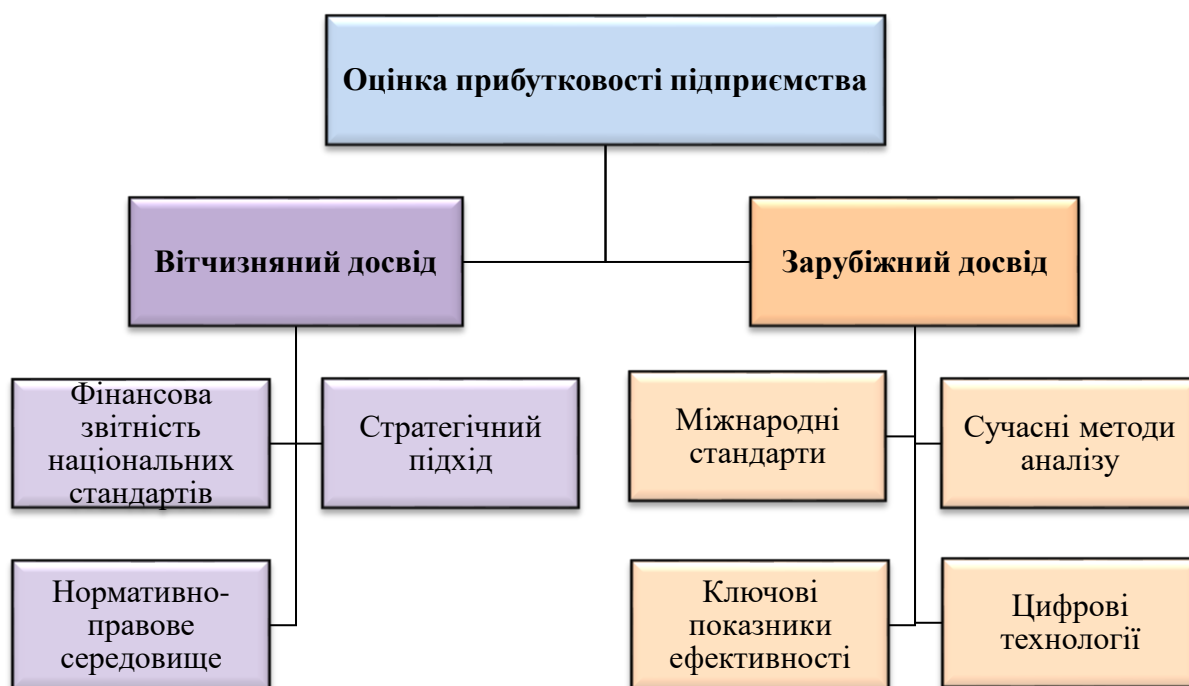 Оцінка прибутковості підприємства
Вітчизняний досвід
Зарубіжний досвід
Фінансова
звітність
національних
стандартів
Стратегічний
підхід
Міжнародні
стандарти
Сучасні методи
аналізу
Нормативно-
правове
середовище
Ключові
показники
ефективності
Цифрові
технології